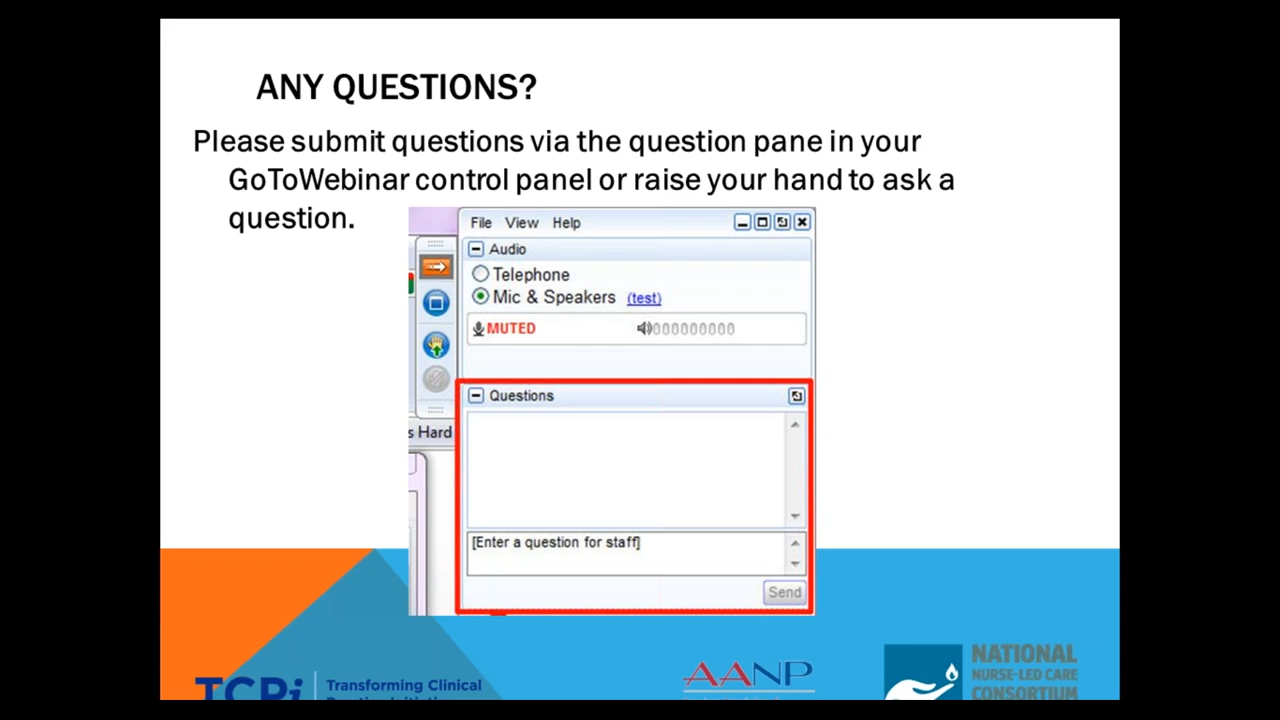 ANY QUESTIONS?
Please submit questions via the question pane in your
GoToWebinar control panel or raise your hand to ask a
question.
File View Help
Audio
Telephone
Mic & Speakers (test)
MUTED
Questions
s Hard
[Enter a question for staff]
Send
TCPi
Transforming Clinical
AANP
NATIONAL
NURSE-LED CARE
CONSORTIUM